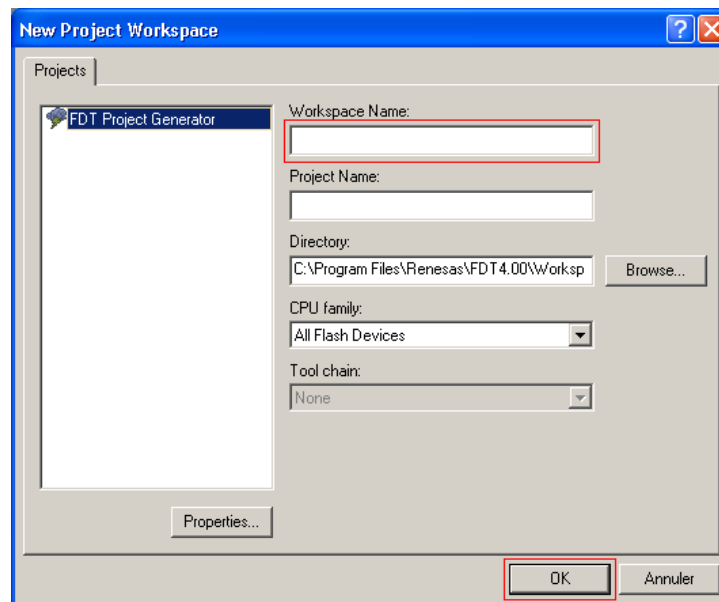 New Project Workspace
Projects
FDT Project Generator
Workspace Name:
Project Name:
Directory:
C:\Program Files\Renesas\FDT4.00\Worksp
Browse...
CPU family:
All Flash Devices
Tool chain:
None
Properties...
OK
Annuler